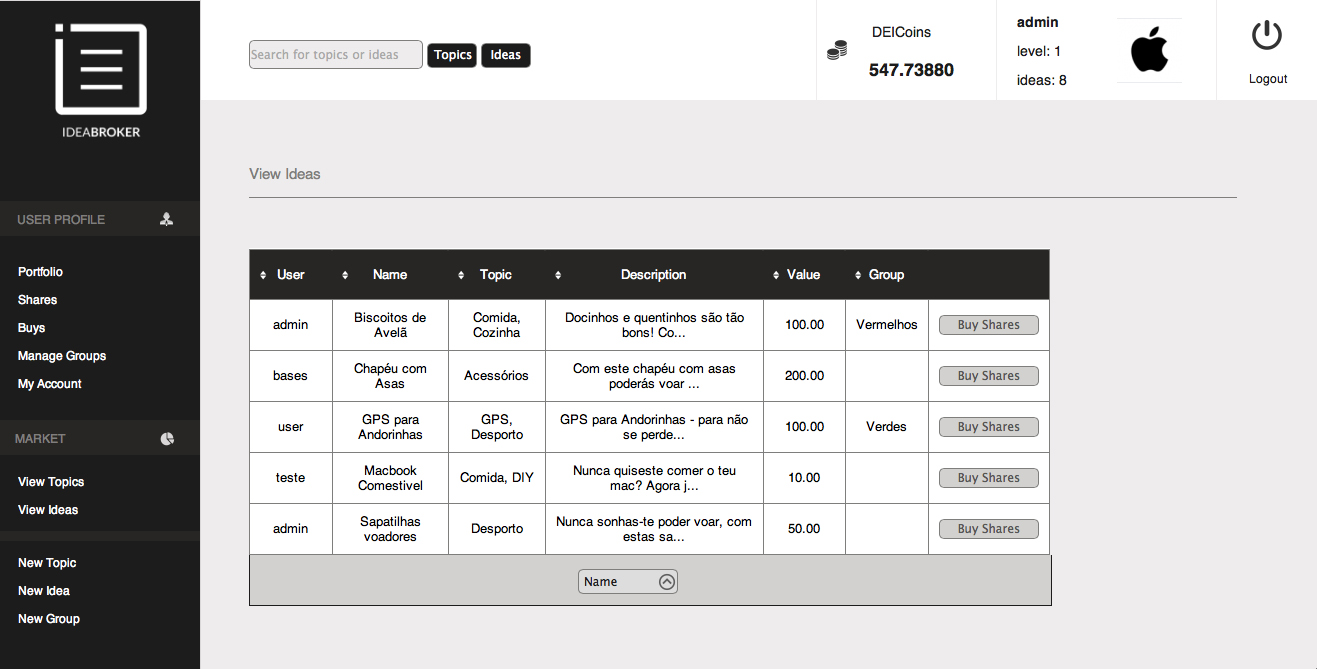 IDEABROKER
Search for topics or ideas
Topics
Ideas
DEICoins
547.73880
admin
level: 1
ideas: 8
Logout
USER PROFILE
Portfolio
Shares
Buys
Manage Groups
My Account
MARKET
View Topics
View Ideas
New Topic
New Idea
New Group
View Ideas
User Name Topic Description Value Group
admin
Biscoitos de
Avelã
Comida,
Cozinha
Docinhos e quentinhos são tão
bons! Co...
100.00
Vermelhos
Buy Shares
bases
Chapéu com
Asas
Acessórios
Com este chapéu com asas
poderás voar ...
200.00
Buy Shares
user
GPS para
Andorinhas
GPS,
Desporto
GPS para Andorinhas - para não
se perde...
100.00
Verdes
Buy Shares
teste
Macbook
Comestivel
Comida, DIY
Nunca quiseste comer o teu
mac? Agora j...
10.00
Buy Shares
admin
Sapatilhas
voadores
Desporto
Nunca sonhas-te poder voar, com
estas sa...
50.00
Buy Shares
Name